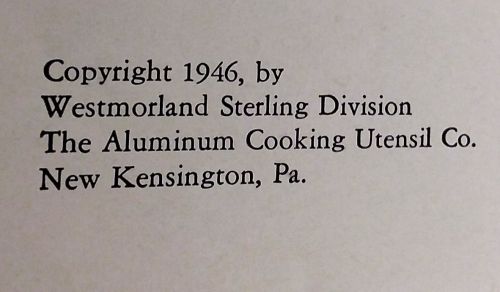 Copyright 1946, by
Westmorland Sterling Division
The Aluminum Cooking Utensil Co.
New Kensington, Pa.